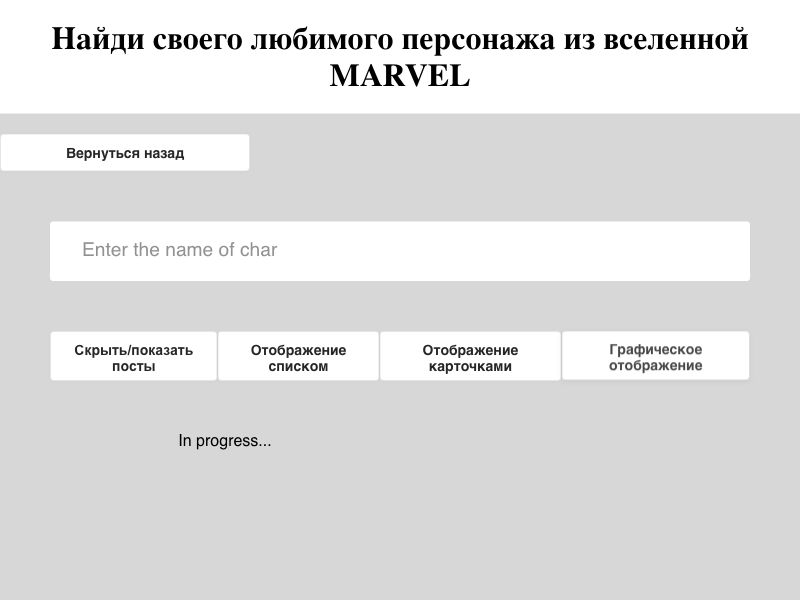 Найди своего любимого персонажа из вселенной
MARVEL
Вернуться назад
Enter the name of char
Скрыть/показать
посты
Отображение
списком
Отображение
карточками
Графическое
отображение
In progress...